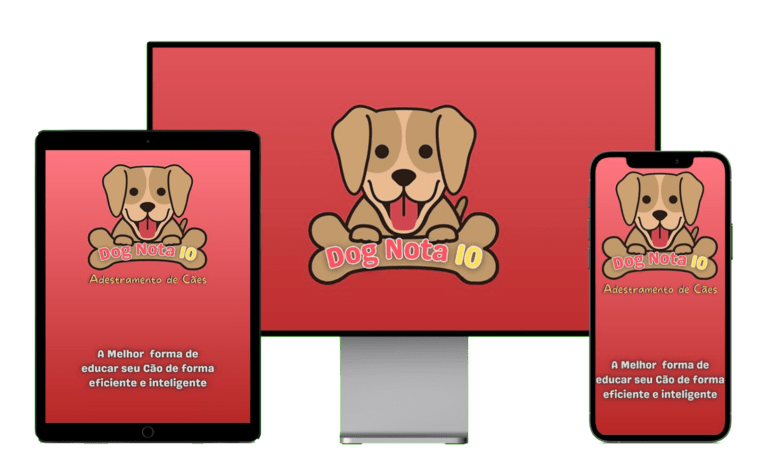 Dog Nota 10
Adestramento de Cães
A Melhor forma de
educar seu Cão de forma
eficiente e inteligente
Dog Nota 10
Dog Nota 10
Adestramento de Cães
A Melhor forma de
educar seu Cão de forma
eficiente e inteligente